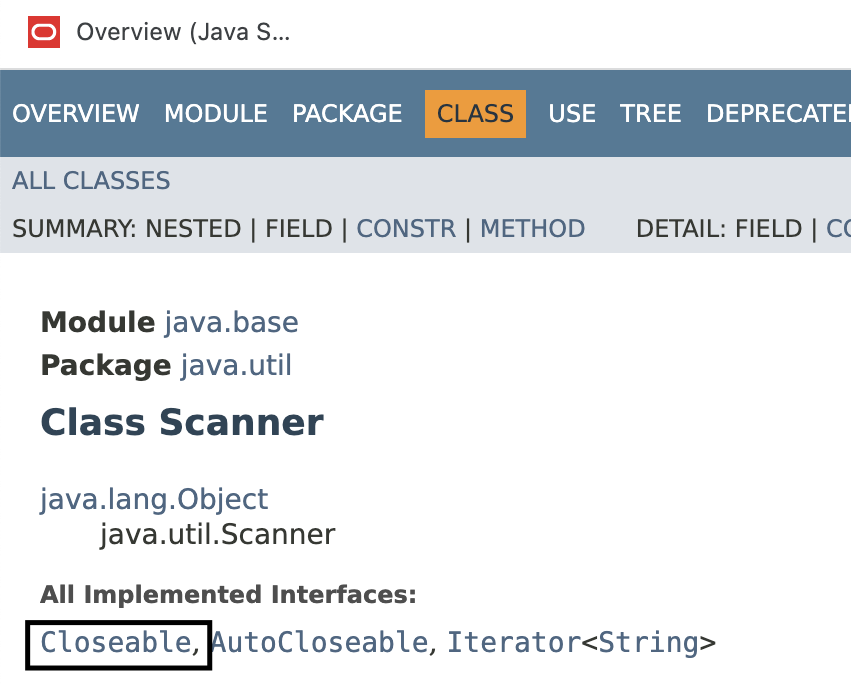 Overview (Java S...
OVERVIEW MODULE PACKAGE CLASS USE TREE DEPRECATE
ALL CLASSES
SUMMARY: NESTED | FIELD | CONSTR | METHOD DETAIL: FIELD | CO
Module java.base
Package java.util
Class Scanner
java.lang.Object
java.util.Scanner
All Implemented Interfaces:
Closeable, AutoCloseable, Iterator<String>